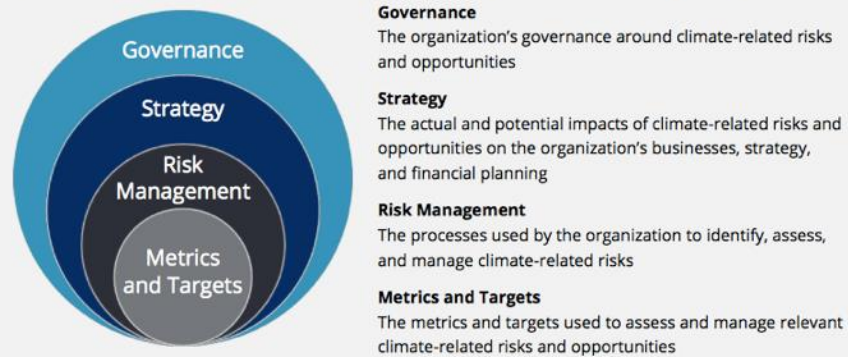 Governance
Strategy
Risk
Management
Metrics
and Targets
Governance
The organization's governance around climate-related risks
and opportunities
Strategy
The actual and potential impacts of climate-related risks and
opportunities on the organization's businesses, strategy,
and financial planning
Risk Management
The processes used by the organization to identify, assess,
and manage climate-related risks
Metrics and Targets
The metrics and targets used to assess and manage relevant
climate-related risks and opportunities